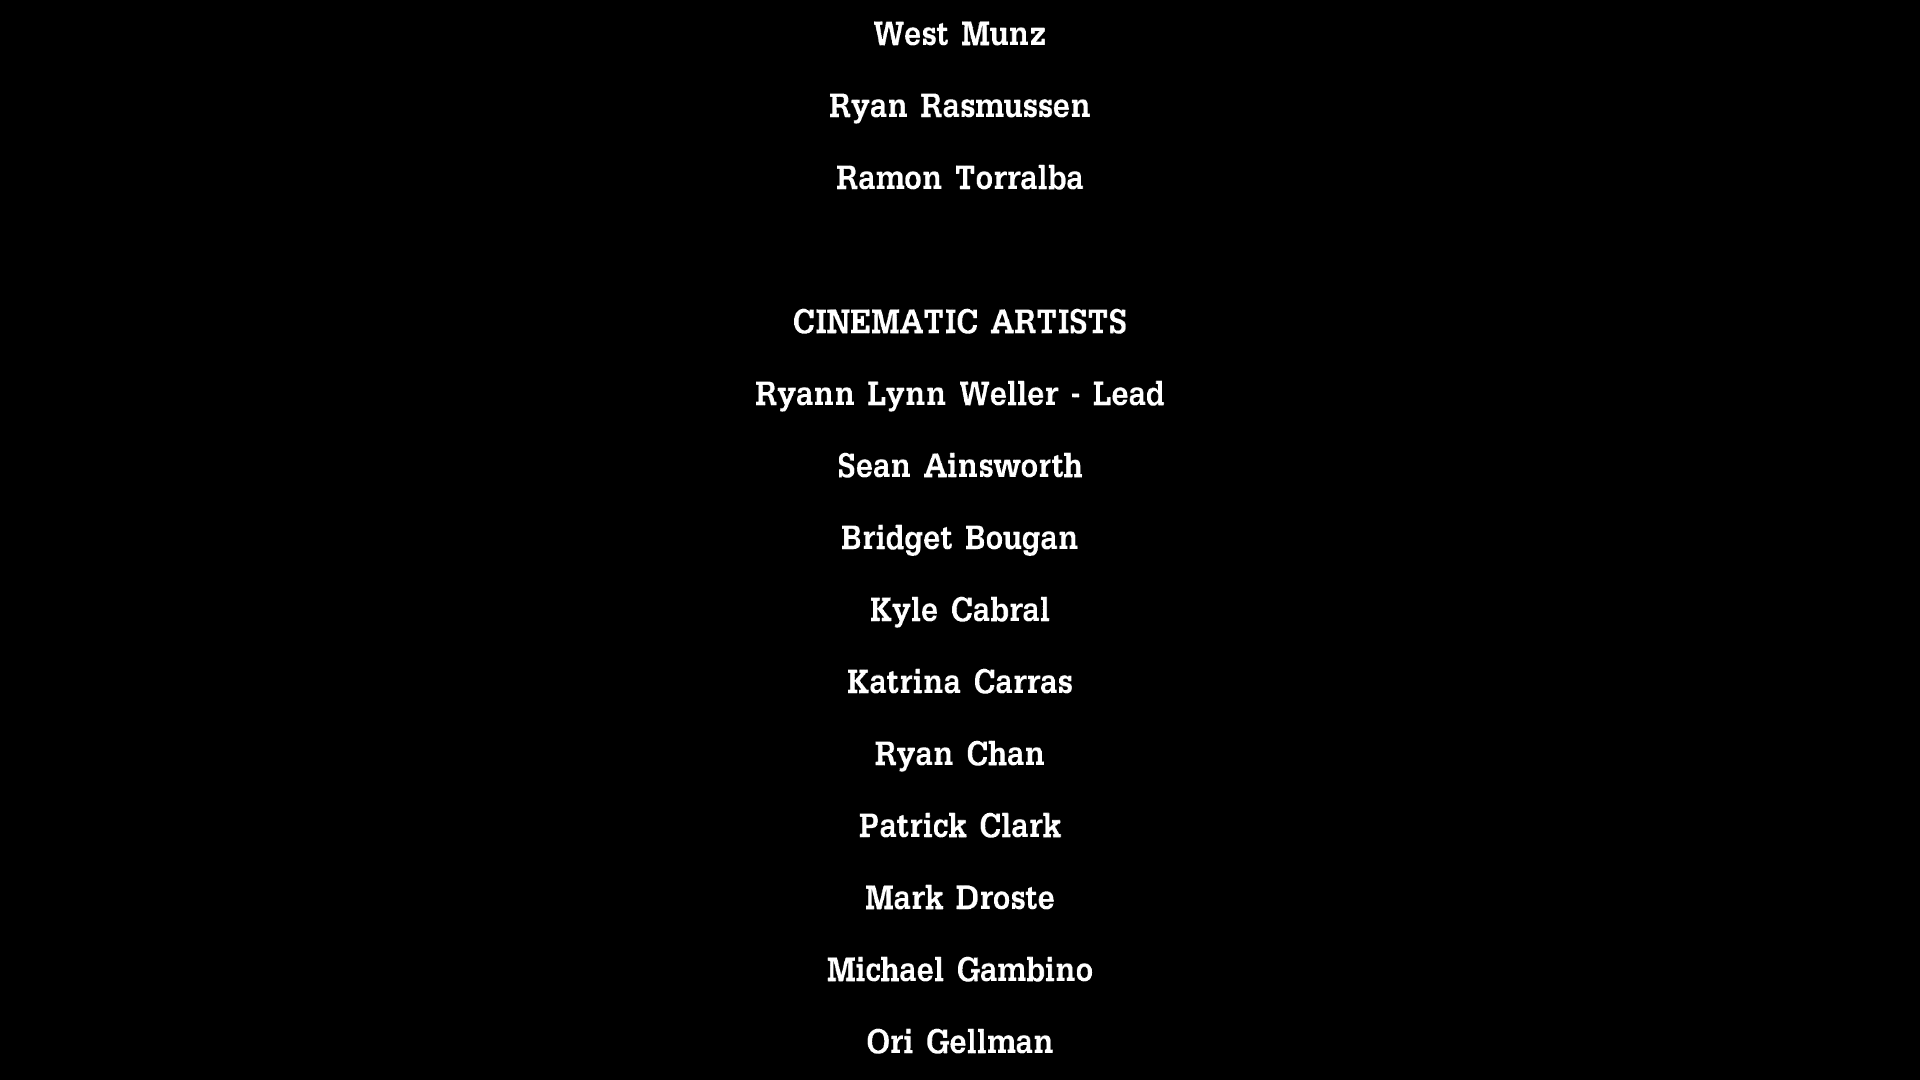 West Munz
Ryan Rasmussen
Ramon Torralba
CINEMATIC ARTISTS
Ryann Lynn Weller - Lead
Sean Ainsworth
Bridget Bougan
Kyle Cabral
Katrina Carras
Ryan Chan
Patrick Clark
Mark Droste
Michael Gambino
Ori Gellman